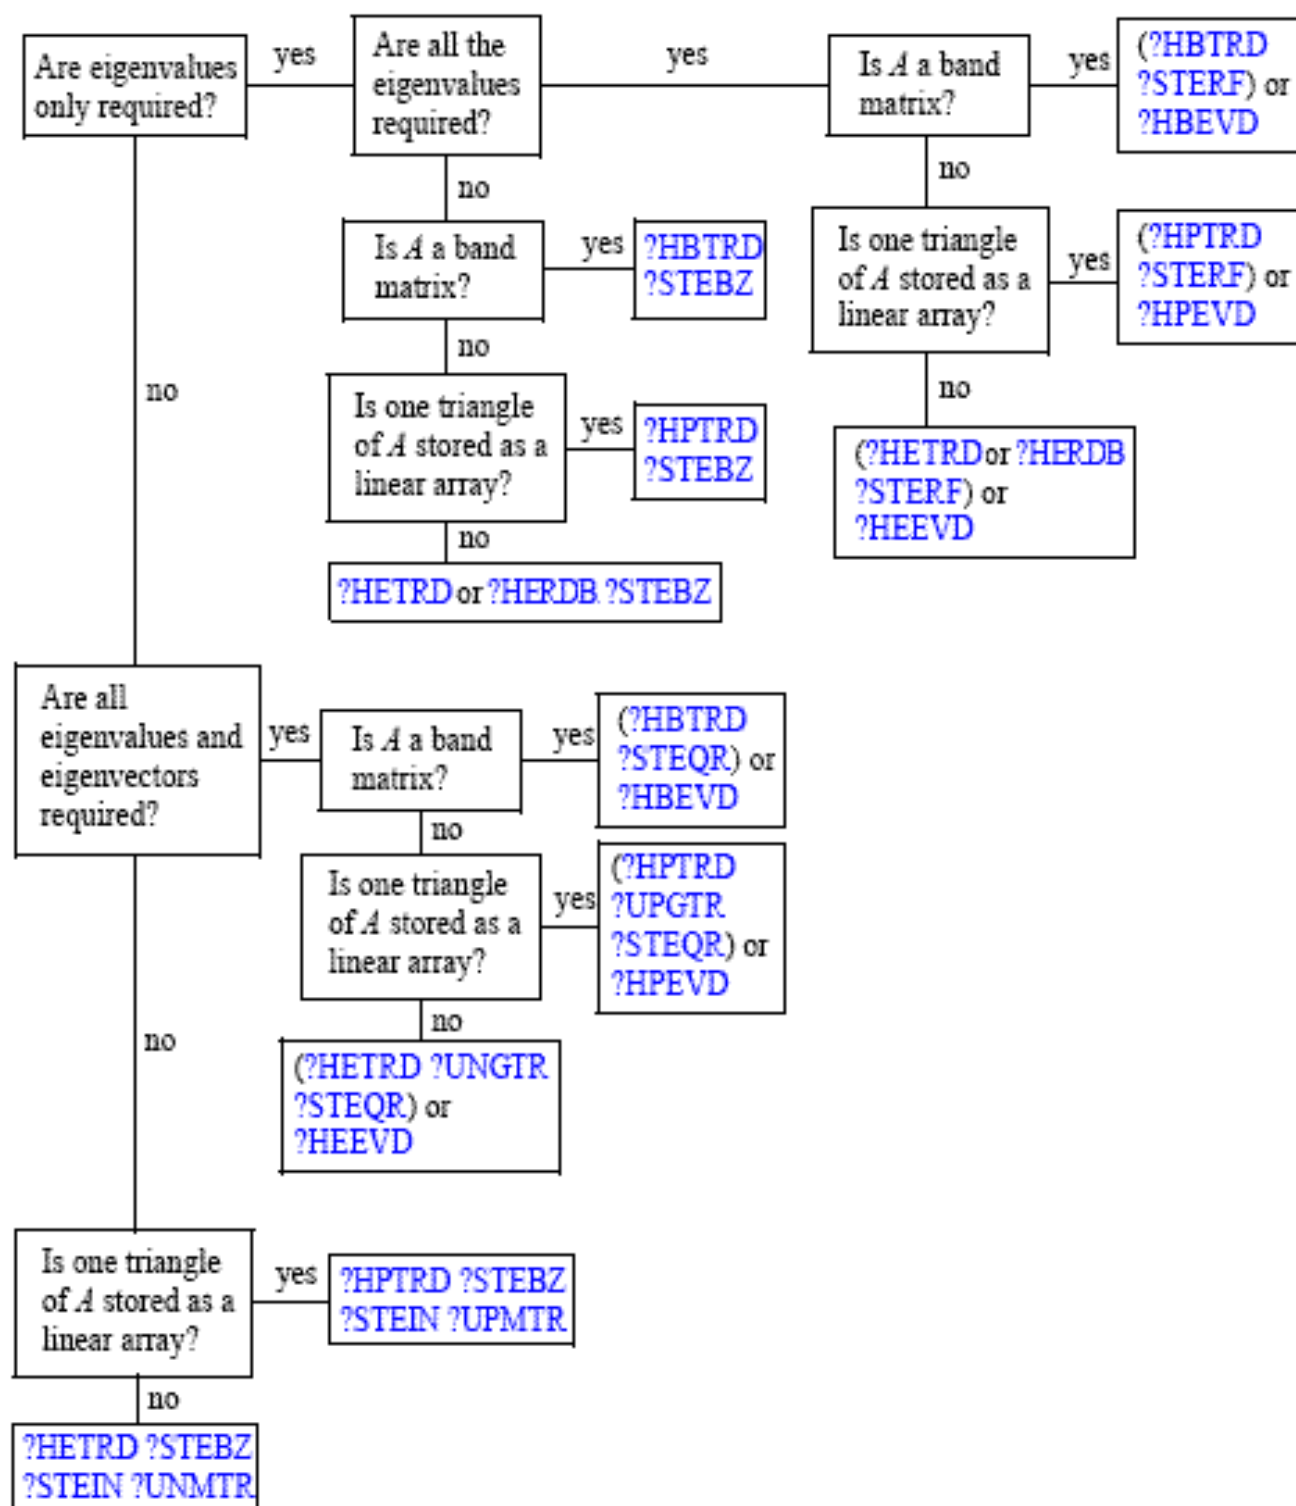 Are eigenvalues
only required?
yes
Are all the
eigenvalues
required?
yes
Is A a band
matrix?
yes
(?HBTRD
?STERF) or
?HBEVD
no
no
Is A a band
matrix?
yes
?HBTRD
?STEBZ
Is one triangle
of A stored as a
linear array?
yes
(?HPTRD
?STERF) or
?HPEVD
no
no
no
Is one triangle
of A stored as a
linear array?
yes
?HPTRD
?STEBZ
(?HETRD or ?HERDB
?STERF) or
?HEEVD
no
?HETRD or ?HERDB ?STEBZ
Are all
eigenvalues and
eigenvectors
required?
yes
Is A a band
matrix?
yes
(?HBTRD
?STEQR) or
?HBEVD
no
Is one triangle
of A stored as a
linear array?
yes
(?HPTRD
?UPGTR
?STEQR) or
?HPEVD
no
no
(?HETRD ?UNGTR
?STEQR) or
?HEEVD
Is one triangle
of A stored as a
linear array?
yes
?HPTRD ?STEBZ
?STEIN ?UPMTR
no
?HETRD ?STEBZ
?STEIN ?UNMTR